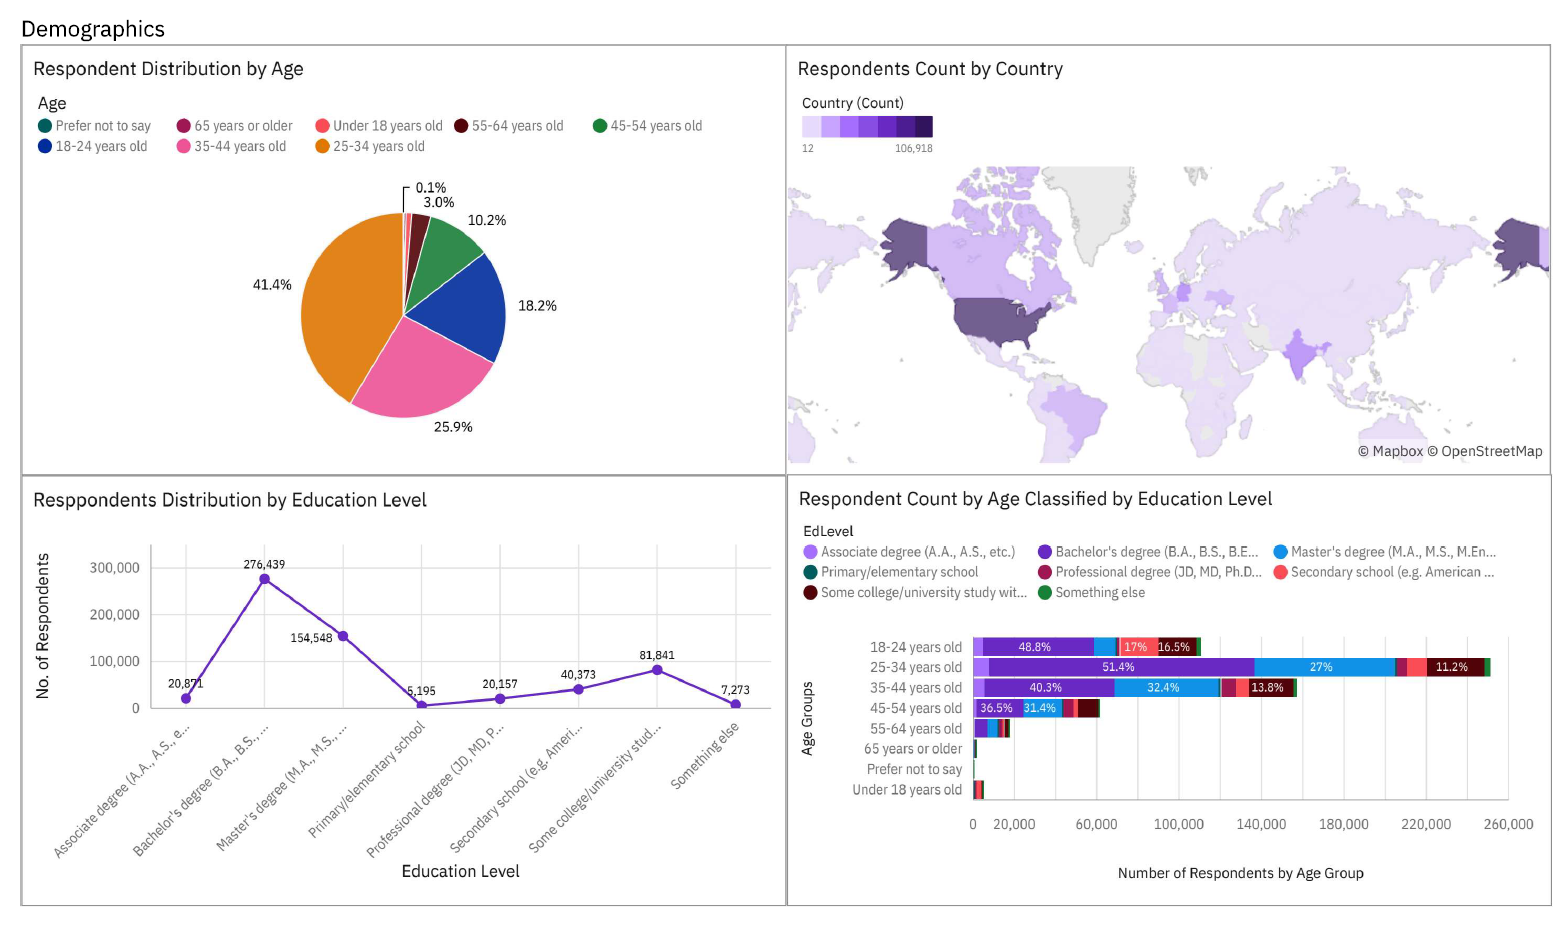 Demographics
Respondent Distribution by Age
Age
Prefer not to say
65 years or older
Under 18 years old
55-64 years old
45-54 years old
18-24 years old
35-44 years old
25-34 years old
0.1%
3.0%
10.2%
41.4%
18.2%
25.9%
Respondents Count by Country
Country (Count)
12
106,918
© Mapbox © OpenStreetMap
Resppondents Distribution by Education Level
No. of Respondents
300,000
200,000
100,000
0
20,871
276,439
154,548
5,195
20,157
40,373
81,841
7,273
Associate degree (A.A., A.S., e...
Bachelor's degree (B.A., B.S., ...
Master's degree (M.A., M.S., ...
Primary/elementary school
Professional degree (JD, MD, P...
Secondary school (e.g. Ameri...
Some college/university stud...
Something else
Education Level
Respondent Count by Age Classified by Education Level
EdLevel
Associate degree (A.A., A.S., etc.)
Bachelor's degree (B.A., B.S., B.E...
Master's degree (M.A., M.S., M.En...
Primary/elementary school
Professional degree (JD, MD, Ph.D...
Secondary school (e.g. American ...
Some college/university study wit...
Something else
Age Groups
18-24 years old
48.8%
17%
16.5%
25-34 years old
51.4%
27%
11.2%
35-44 years old
40.3%
32.4%
13.8%
45-54 years old
36.5%
31.4%
55-64 years old
65 years or older
Prefer not to say
Under 18 years old
0
20,000
60,000
100,000
140,000
180,000
220,000
260,000
Number of Respondents by Age Group